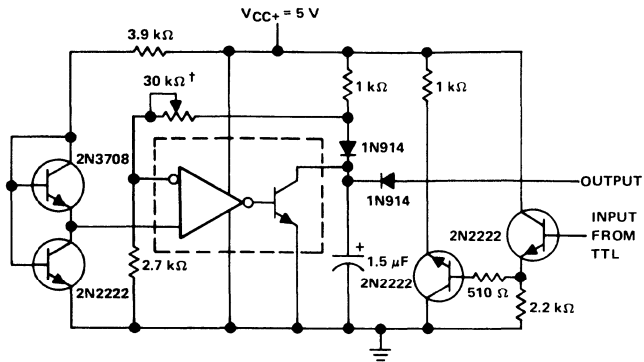 VCC+ = 5 V
3.9 kΩ
30 kΩ †
1 kΩ
1 kΩ
2N3708
1N914
1N914
OUTPUT
INPUT
FROM
TTL
2N2222
+
1.5 µF
2N2222
2.7 kΩ
510 Ω
2.2 kΩ
2N2222